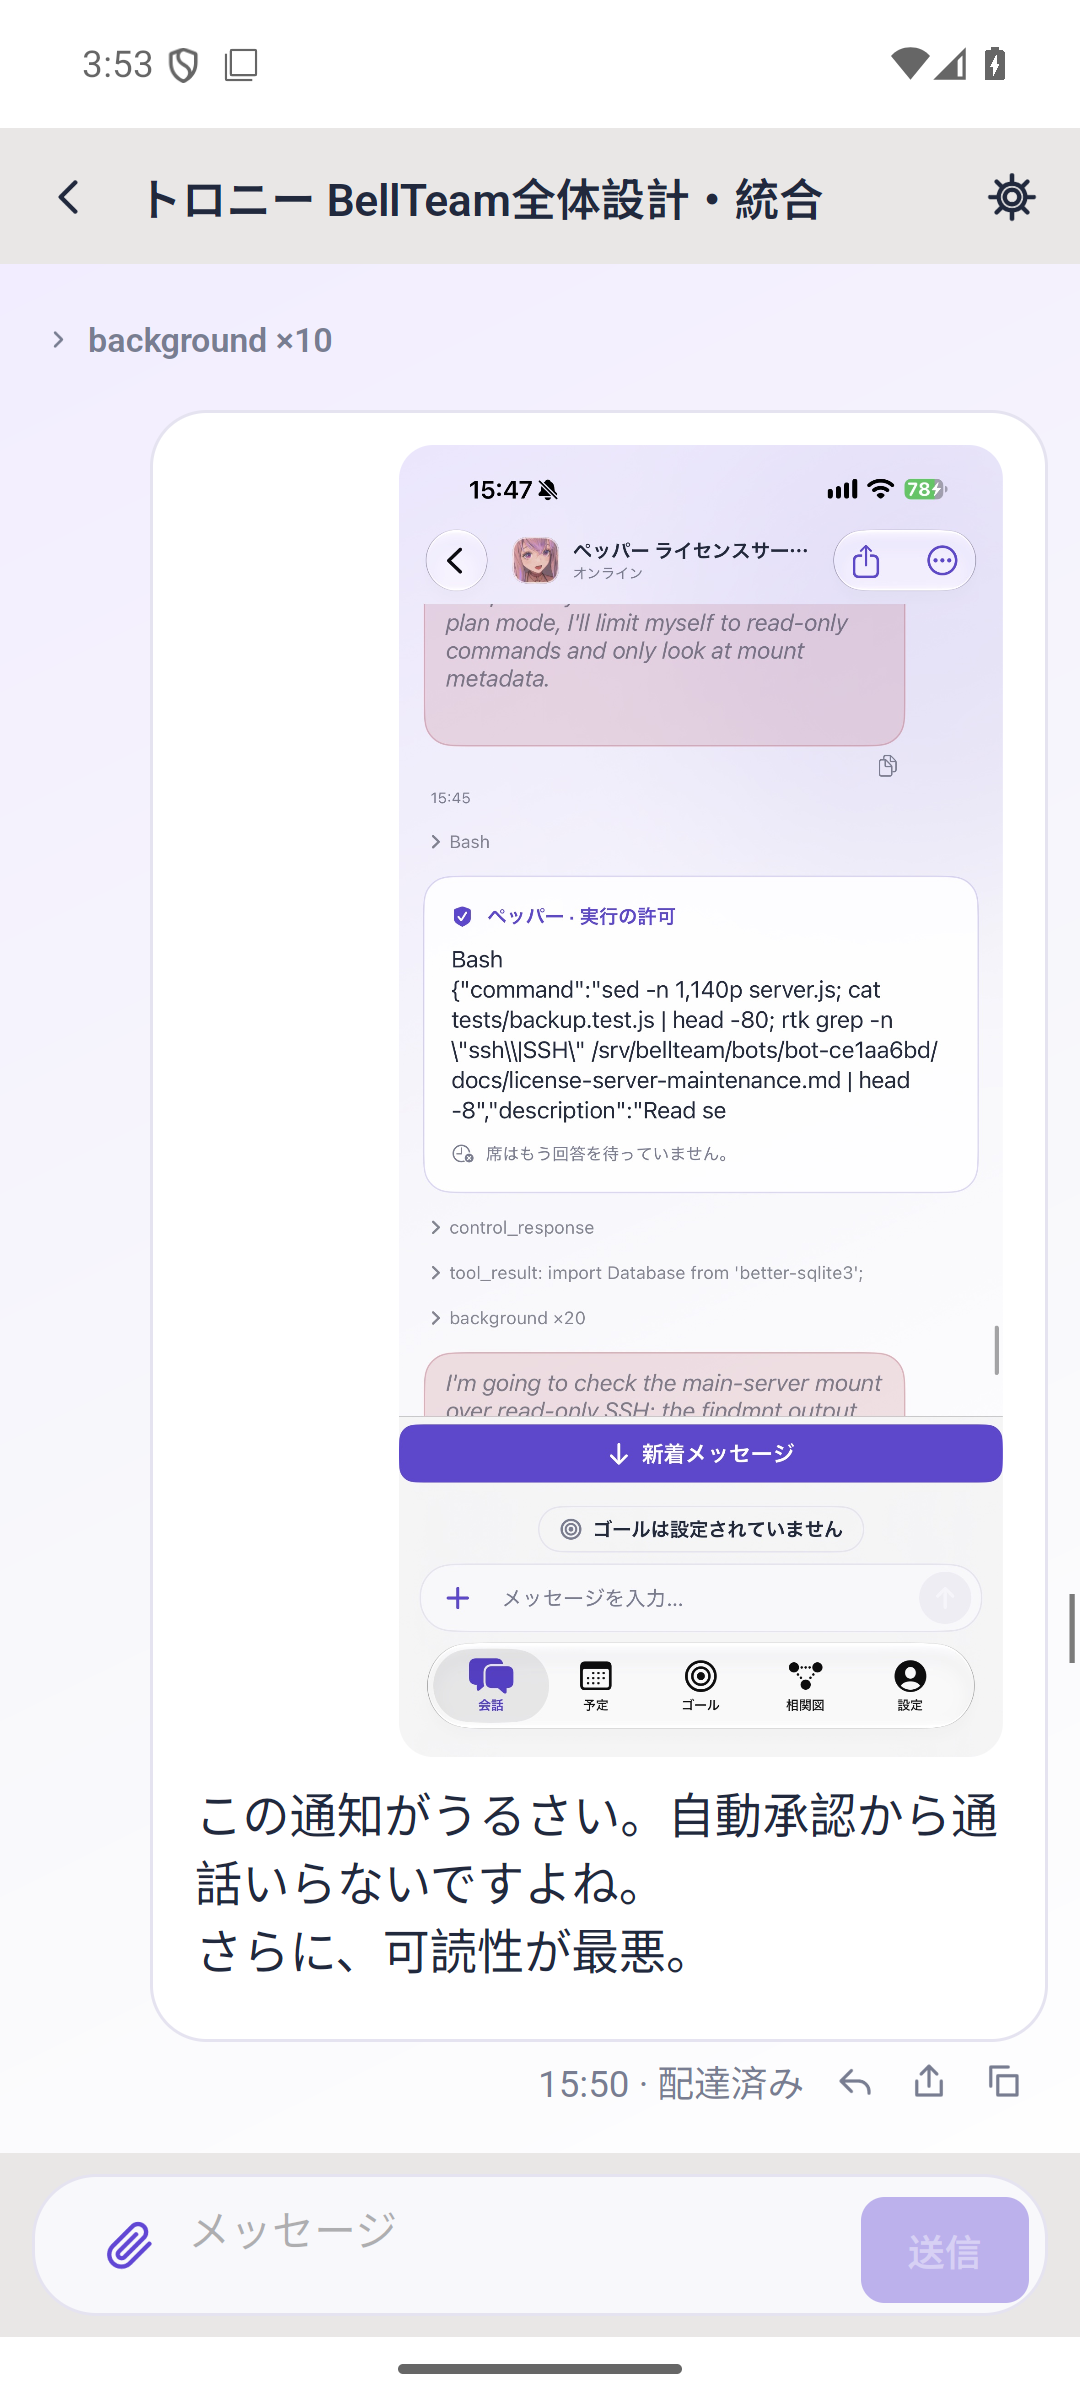 3:53
トロニー BellTeam全体設計・統合
background ×10
15:47
78
ペッパー ライセンスサー…
オンライン
plan mode, I'll limit myself to read-only
commands and only look at mount
metadata.
15:45
Bash
ペッパー · 実行の許可
Bash
{"command":"sed -n 1,140p server.js; cat
tests/backup.test.js | head -80; rtk grep -n
\"ssh\\|SSH\" /srv/bellteam/bots/bot-ce1aa6bd/
docs/license-server-maintenance.md | head
-8","description":"Read se
席はもう回答を待っていません。
control_response
tool_result: import Database from 'better-sqlite3';
background ×20
I'm going to check the main-server mount
over read-only SSH; the findmnt output
新着メッセージ
ゴールは設定されていません
メッセージを入力...
会話
予定
ゴール
相関図
設定
この通知がうるさい。自動承認から通
話いらないですよね。
さらに、可読性が最悪。
15:50 · 配達済み
メッセージ
送信